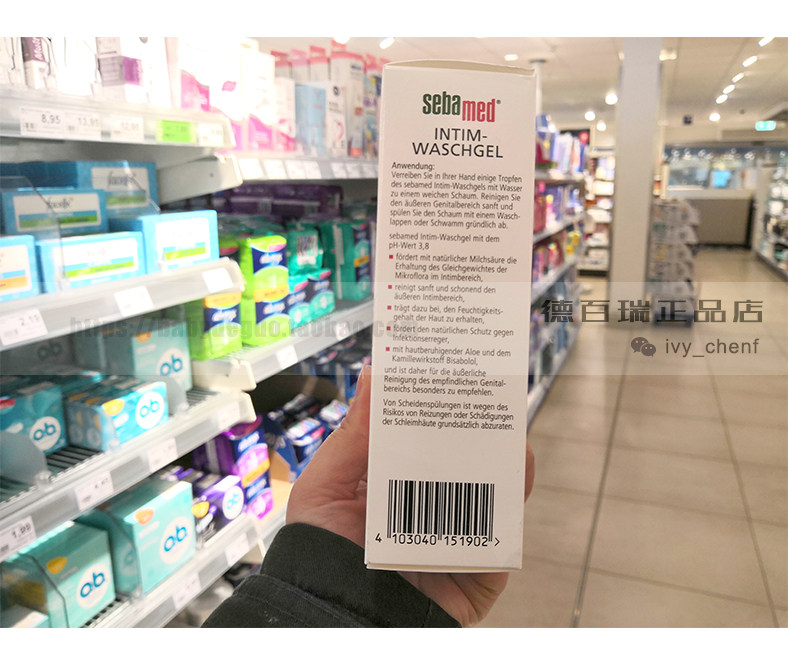 sebamed®
INTIM-
WASCHGEL
Anwendung:
Verreiben Sie in Ihrer Hand einige Tropfen
des sebamed Intim-Waschgels mit Wasser
zu einem weichen Schaum. Reinigen Sie
den äußeren Genitalbereich sanft und
spülen Sie den Schaum mit einem Wasch-
lappen oder Schwamm gründlich ab.
sebamed Intim-Waschgel mit dem
pH-Wert 3,8
fördert mit natürlicher Milchsäure die
Erhaltung des Gleichgewichtes der
Mikroflora im Intimbereich,
reinigt sanft und schonend den
äußeren Intimbereich,
trägt dazu bei, den Feuchtigkeits-
gehalt der Haut zu erhalten,
fördert den natürlichen Schutz gegen
Infektionserreger,
mit hautberuhigender Aloe und dem
Kamillewirkstoff Bisabolol,
und ist daher für die äußerliche
Reinigung des empfindlichen Genital-
bereichs besonders zu empfehlen.
Von Scheidenspülungen ist wegen des
Risikos von Reizungen oder Schädigungen
der Schleimhäute grundsätzlich abzuraten.
4 103040 151902 >
德百瑞正品店
ivy_chenf
8,95
2,19
4,45
1,99
o.b.
o.b.
o.b.
o.b.
o.b.
always